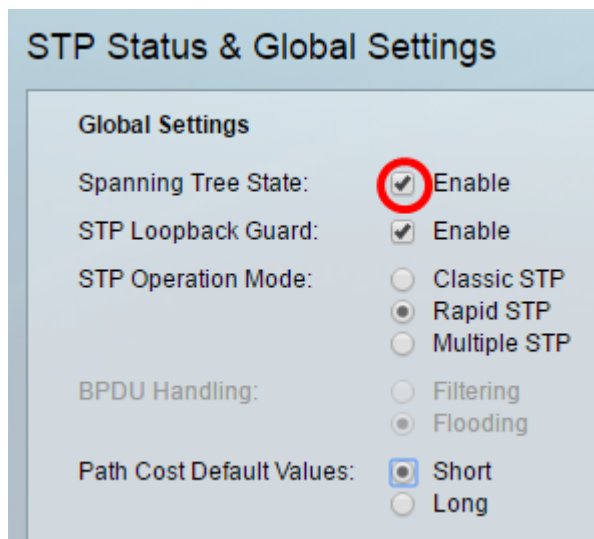 STP Status & Global Settings
Global Settings
Spanning Tree State: Enable
STP Loopback Guard: Enable
STP Operation Mode: Classic STP
Rapid STP
Multiple STP
BPDU Handling: Filtering
Flooding
Path Cost Default Values: Short
Long